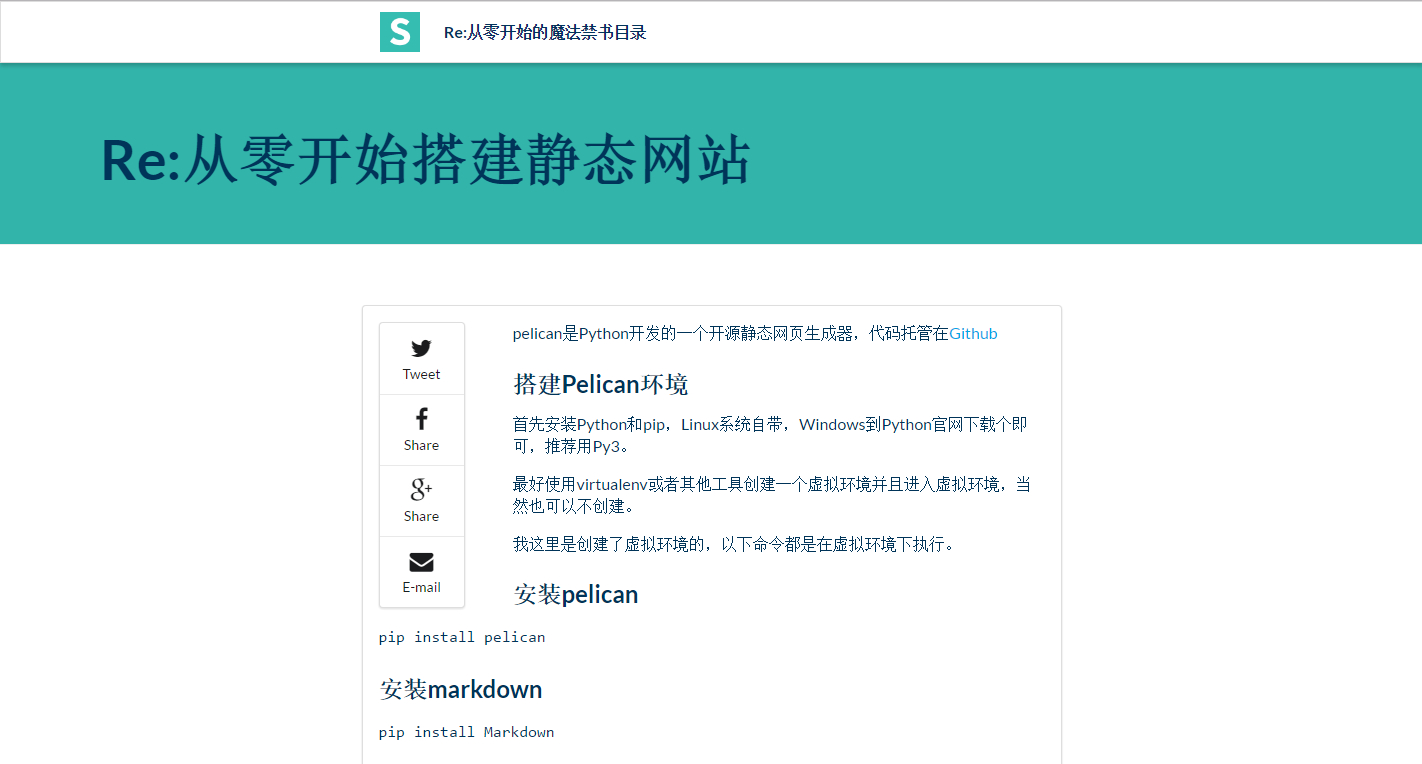 S
Re:从零开始的魔法禁书目录
Re:从零开始搭建静态网站
Tweet
Share
g+
Share
E-mail
pelican是Python开发的一个开源静态网页生成器，代码托管在Github
搭建Pelican环境
首先安装Python和pip，Linux系统自带，Windows到Python官网下载个即
可，推荐用Py3。
最好使用virtualenv或者其他工具创建一个虚拟环境并且进入虚拟环境，当
然也可以不创建。
我这里是创建了虚拟环境的，以下命令都是在虚拟环境下执行。
安装pelican
pip install pelican
安装markdown
pip install Markdown